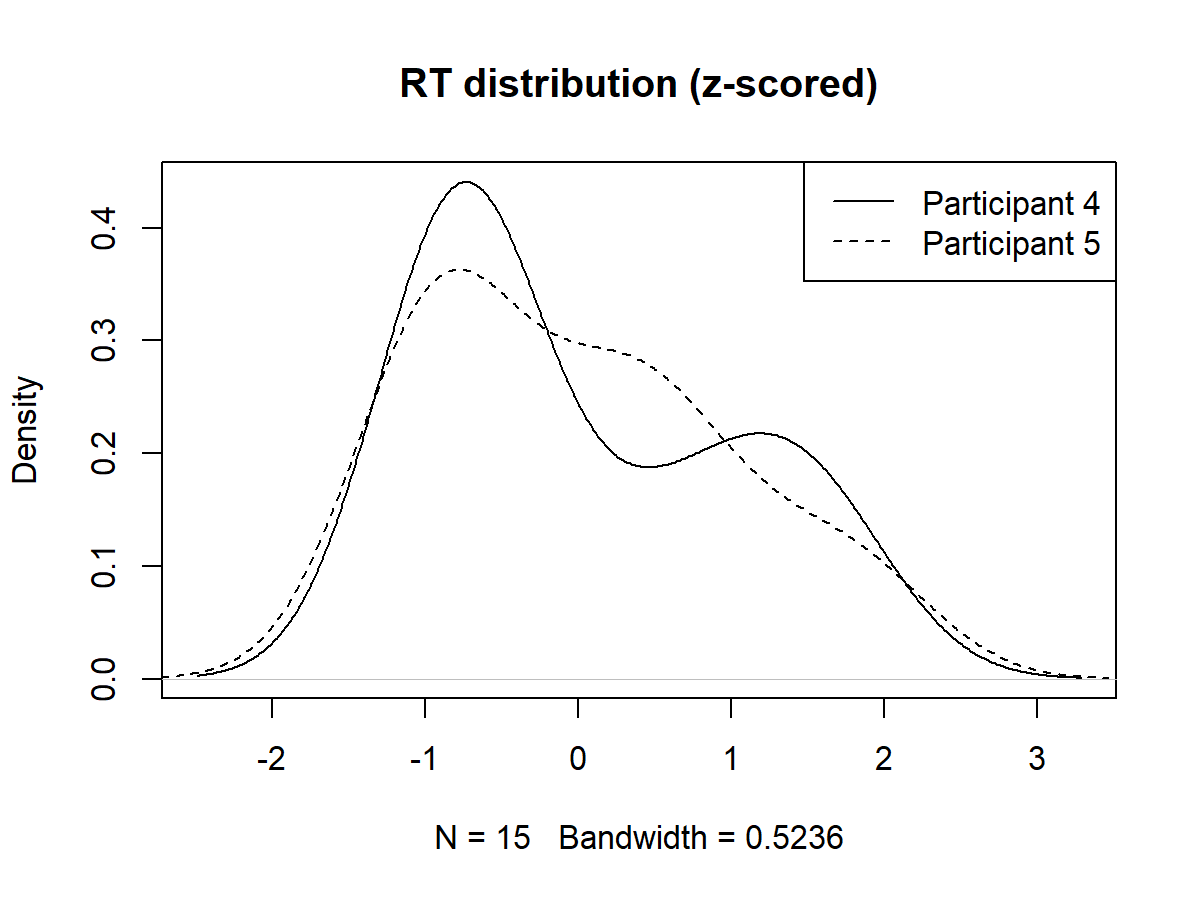 RT distribution (z-scored)
Participant 4
Participant 5
Density
0.4
0.3
0.2
0.1
0.0
-2 -1 0 1 2 3
N = 15 Bandwidth = 0.5236